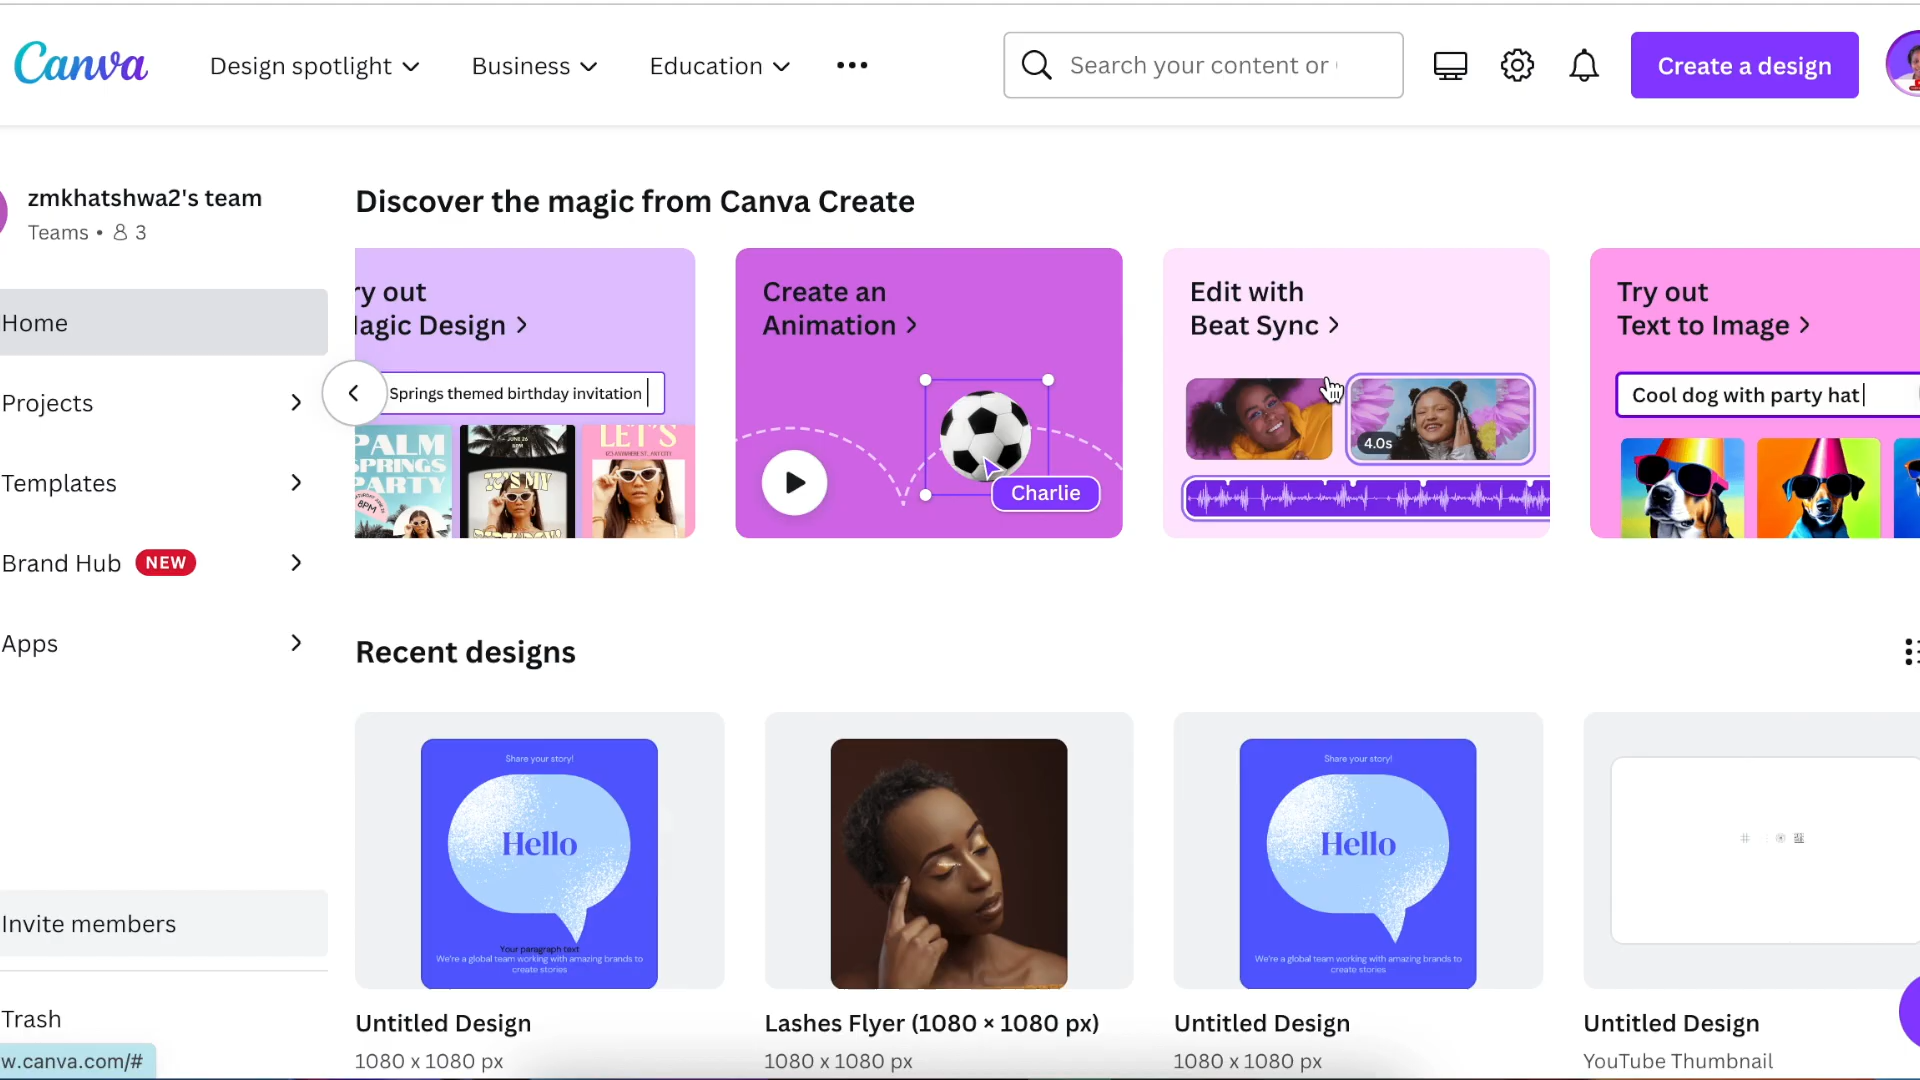 Canva
Design spotlight
Business
Education
Search your content or
Create a design
zmkhatshwa2's team
Teams • 3
Home
Projects
Templates
Brand Hub NEW
Apps
Invite members
Trash
w.canva.com/#
Discover the magic from Canva Create
ry out
agic Design
Springs themed birthday invitation
PALM
SPRINGS
PARTY
8PM
JUNE 26
IT'S MY
LET'S
Create an
Animation
Charlie
Edit with
Beat Sync
4.0s
Try out
Text to Image
Cool dog with party hat
Recent designs
Share your story!
Hello
Your paragraph text
We're a global team working with amazing brands to
create stories
Untitled Design
1080 x 1080 px
Lashes Flyer (1080 × 1080 px)
1080 x 1080 px
Share your story!
Hello
We're a global team working with amazing brands to
create stories
Untitled Design
1080 x 1080 px
Untitled Design
YouTube Thumbnail